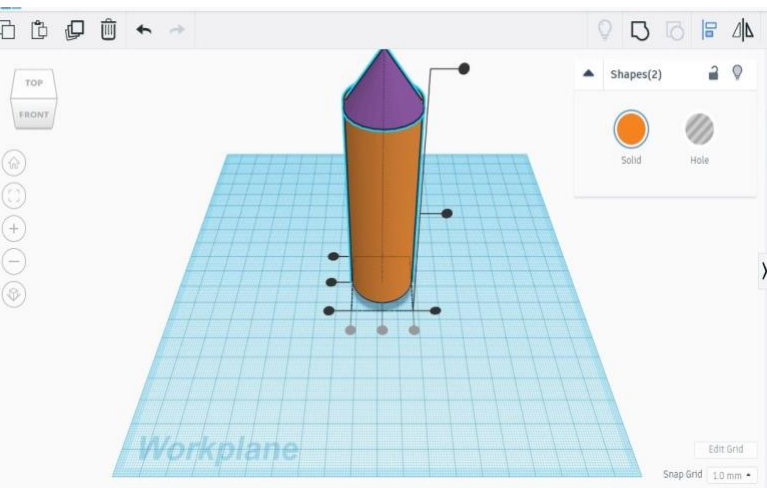 TOP
FRONT
Shapes(2)
Solid
Hole
Workplane
Edit Grid
Snap Grid 1.0 mm